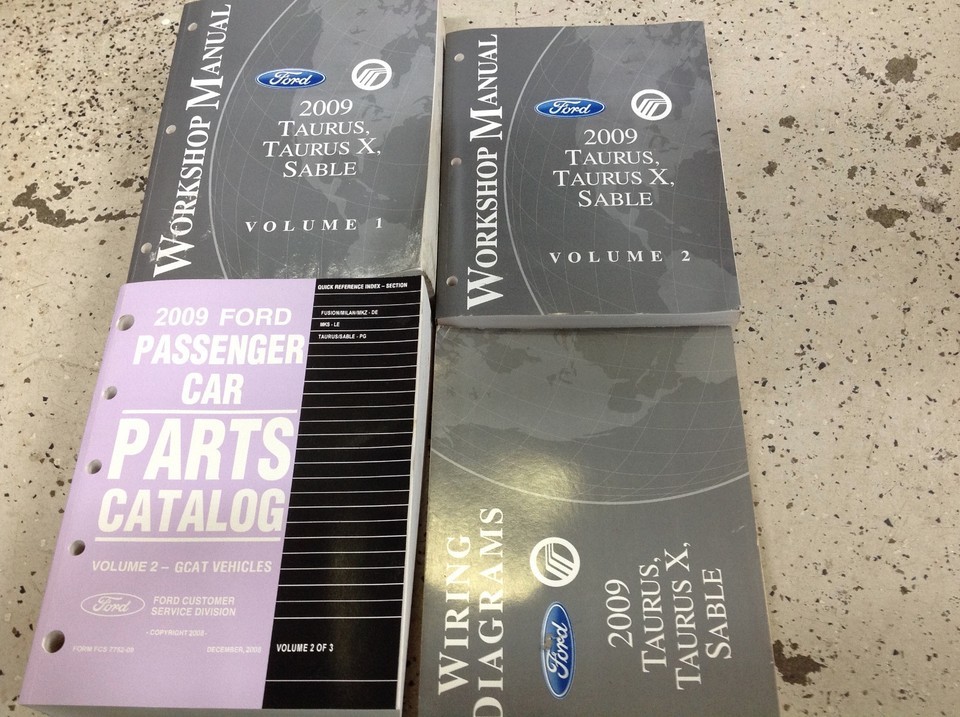 WORKSHOP MANUAL
Ford
2009
TAURUS,
TAURUS X,
SABLE
VOLUME 1
WORKSHOP MANUAL
Ford
2009
TAURUS,
TAURUS X,
SABLE
VOLUME 2
2009 FORD
PASSENGER
CAR
PARTS
CATALOG
VOLUME 2 – GCAT VEHICLES
Ford
FORD CUSTOMER
SERVICE DIVISION
DECEMBER, 2008
QUICK REFERENCE INDEX – SECTION
FUSION/MILAN/MKZ - DE
MKS - LE
TAURUS/SABLE - PG
VOLUME 2 OF 3
WIRING
DIAGRAMS
Ford
2009
TAURUS,
TAURUS X,
SABLE